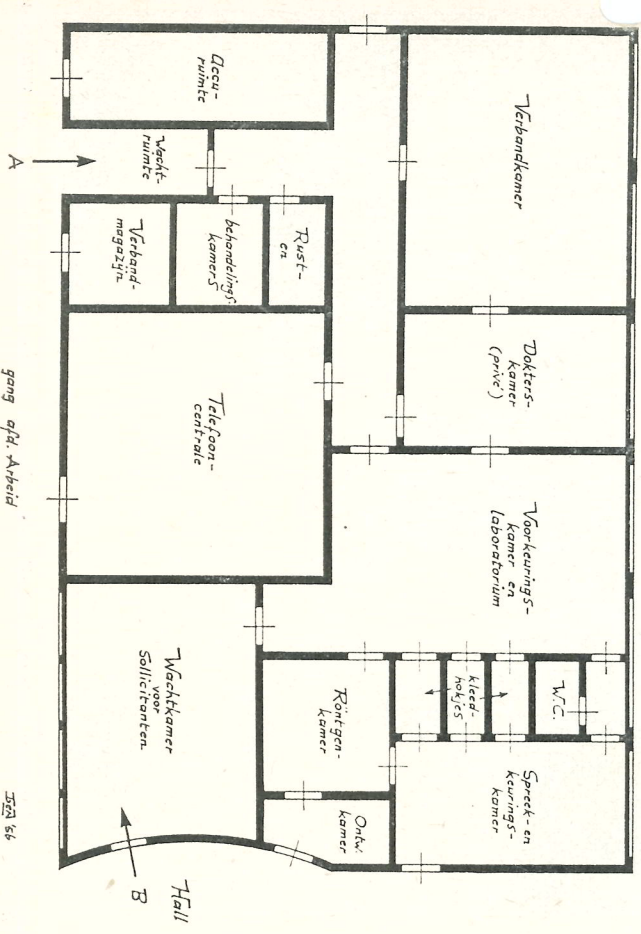 Verbandkamer
Dokters-
kamer
(privé)
Voorkeurings-
kamer en
laboratorium
W.C.
kleed-
hokjes
Spreek- en
keurings-
kamer
Röntgen-
kamer
Ontw.
kamer
Rust-
en
behandelings-
kamers
Verband-
magazijn
Accu-
ruimte
Wacht-
ruimte
Telefoon-
centrale
Wachtkamer
voor
Sollicitanten
Hall
A
B
gang afd. Arbeid
'66